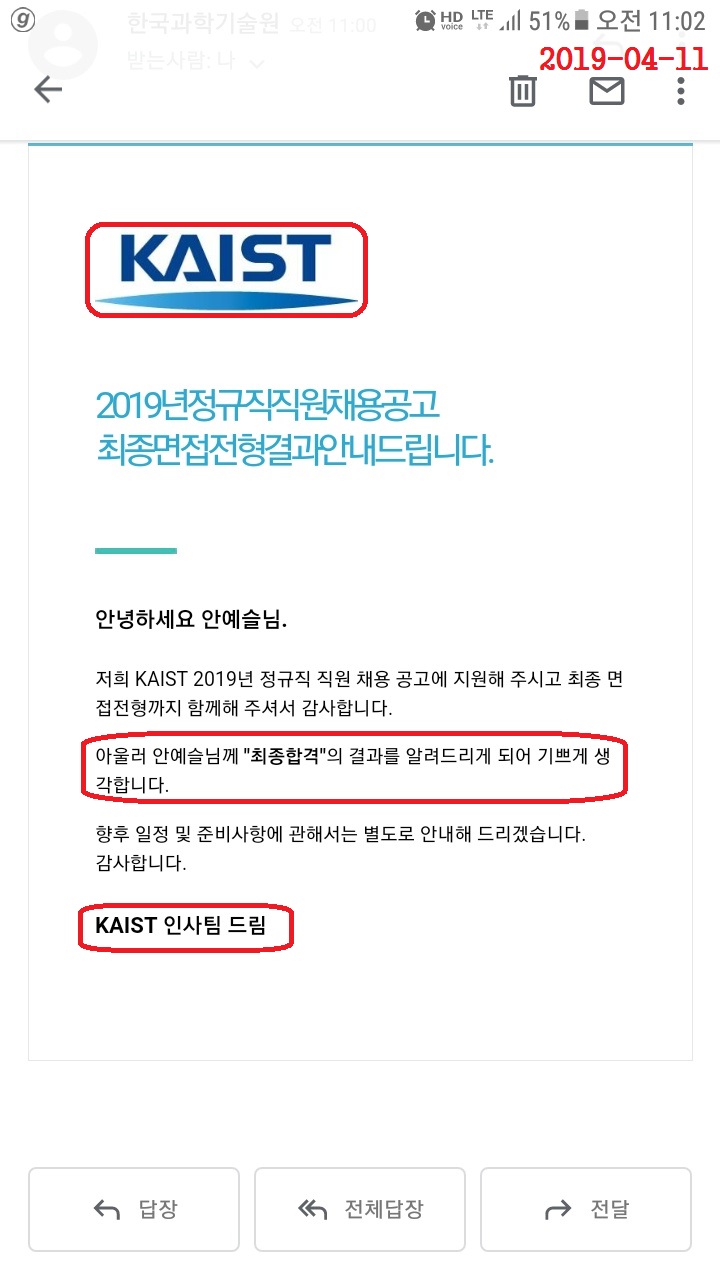 한국과학기술원 오전 11:00
받는사람: 나
HD voice LTE 51% 오전 11:02
2019-04-11
KAIST
2019년정규직직원채용공고
최종면접전형결과안내드립니다.
안녕하세요 안예슬님.
저희 KAIST 2019년 정규직 직원 채용 공고에 지원해 주시고 최종 면
접전형까지 함께해 주셔서 감사합니다.
아울러 안예슬님께 "최종합격"의 결과를 알려드리게 되어 기쁘게 생
각합니다.
향후 일정 및 준비사항에 관해서는 별도로 안내해 드리겠습니다.
감사합니다.
KAIST 인사팀 드림
답장
전체답장
전달